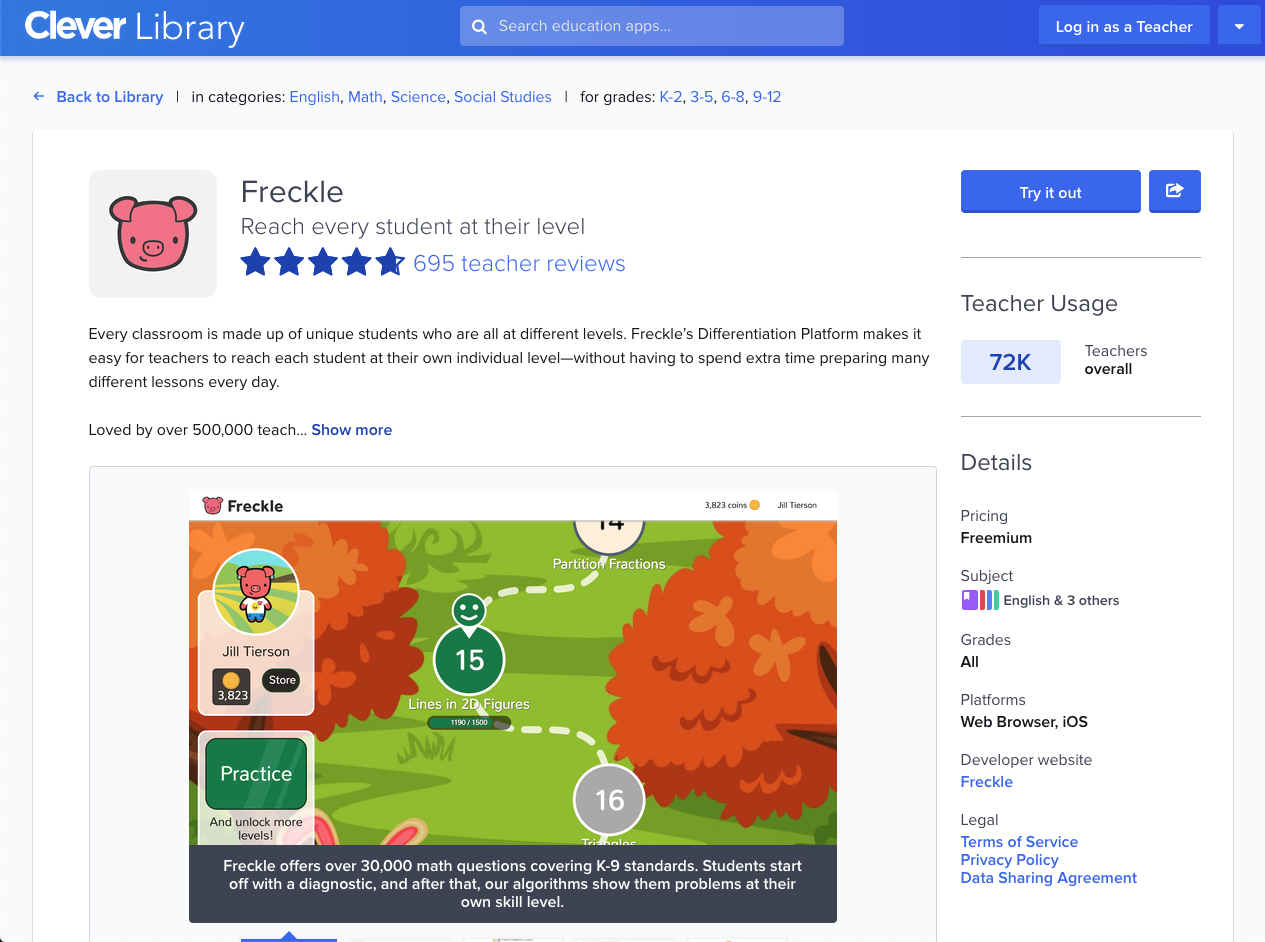 Clever Library
Search education apps...
Log in as a Teacher
← Back to Library | in categories: English, Math, Science, Social Studies | for grades: K-2, 3-5, 6-8, 9-12
Freckle
Reach every student at their level
695 teacher reviews
Every classroom is made up of unique students who are all at different levels. Freckle’s Differentiation Platform makes it
easy for teachers to reach each student at their own individual level—without having to spend extra time preparing many
different lessons every day.
Loved by over 500,000 teach... Show more
Freckle
3,823 coins
Jill Tierson
14
Partition Fractions
15
Lines in 2D Figures
1190 / 1500
16
Triangles
Jill Tierson
3,823
Store
Practice
And unlock more
levels!
Freckle offers over 30,000 math questions covering K-9 standards. Students start
off with a diagnostic, and after that, our algorithms show them problems at their
own skill level.
Try it out
Teacher Usage
72K
Teachers
overall
Details
Pricing
Freemium
Subject
English & 3 others
Grades
All
Platforms
Web Browser, iOS
Developer website
Freckle
Legal
Terms of Service
Privacy Policy
Data Sharing Agreement